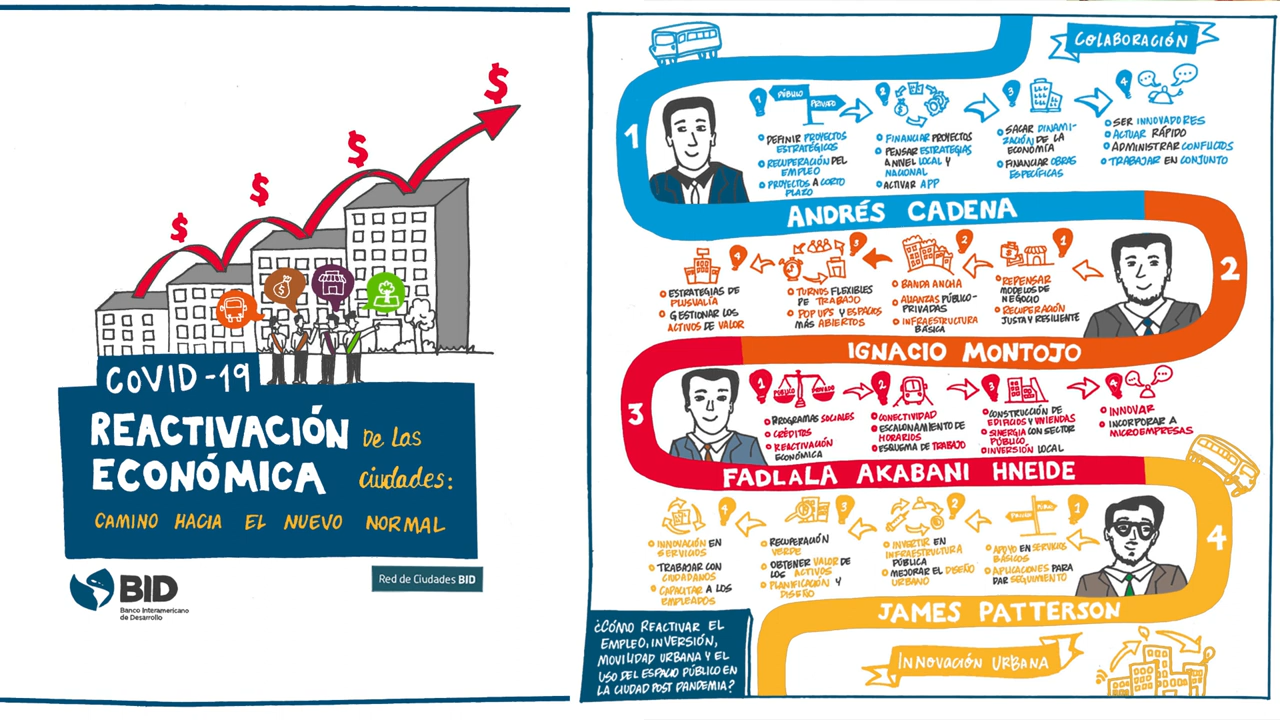 $
$
$
$
COVID-19
REACTIVACIÓN
ECONÓMICA
De las
ciudades:
CAMINO HACIA EL NUEVO NORMAL
BID
Banco Interamericano
de Desarrollo
Red de Ciudades BID
COLABORACIÓN
1
1
PÚBLICO
PRIVADO
DEFINIR PROYECTOS
ESTRATÉGICOS
RECUPERACIÓN DEL
EMPLEO
PROYECTOS A CORTO
PLAZO
2
FINANCIAR PROYECTOS
PENSAR ESTRATEGIAS
A NIVEL LOCAL Y
NACIONAL
ACTIVAR APP
3
SACAR DINAMI-
ZACIÓN DE LA
ECONOMÍA
FINANCIAR OBRAS
ESPECÍFICAS
4
SER INNOVADORES
ACTUAR RÁPIDO
ADMINISTRAR CONFLICTOS
TRABAJAR EN CONJUNTO
ANDRÉS CADENA
2
1
REPENSAR
MODELOS DE
NEGOCIO
RECUPERACIÓN
JUSTA Y RESILIENTE
2
BANDA ANCHA
ALIANZAS PÚBLICO-
PRIVADAS
INFRAESTRUCTURA
BÁSICA
3
TURNOS FLEXIBLES
DE TRABAJO
POP UPS Y ESPACIOS
MÁS ABIERTOS
4
ESTRATEGIAS DE
PLUSVALÍA
GESTIONAR LOS
ACTIVOS DE VALOR
IGNACIO MONTOJO
3
1
PÚBLICO
PRIVADO
PROGRAMAS SOCIALES
CRÉDITOS
REACTIVACIÓN
ECONÓMICA
2
CONECTIVIDAD
ESCALONAMIENTO DE
HORARIOS
ESQUEMA DE TRABAJO
3
CONSTRUCCIÓN DE
EDIFICIOS Y VIVIENDAS
SINERGIA CON SECTOR
PÚBLICO
INVERSIÓN LOCAL
4
INNOVAR
INCORPORAR A
MICROEMPRESAS
FADLALA AKABANI HNEIDE
4
1
APOYO EN SERVICIOS
BÁSICOS
APLICACIONES PARA
DAR SEGUIMIENTO
2
INVERTIR EN
INFRAESTRUCTURA
PÚBLICA
MEJORAR EL DISEÑO
URBANO
3
RECUPERACIÓN
VERDE
OBTENER VALOR DE
LOS ACTIVOS
PLANIFICACIÓN Y
DISEÑO
4
INNOVACIÓN EN
SERVICIOS
TRABAJAR CON
CIUDADANOS
CAPACITAR A LOS
EMPLEADOS
JAMES PATTERSON
¿CÓMO REACTIVAR EL
EMPLEO, INVERSIÓN,
MOVILIDAD URBANA Y EL
USO DEL ESPACIO PÚBLICO EN
LA CIUDAD POST PANDEMIA?
INNOVACIÓN URBANA